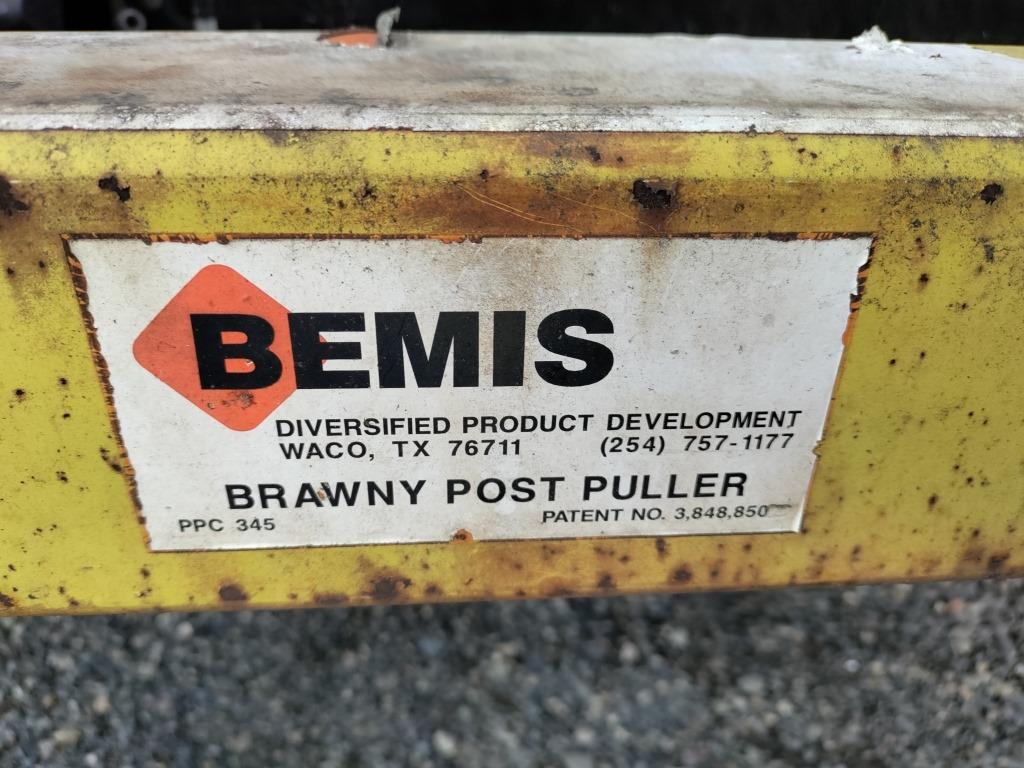 BEMIS
DIVERSIFIED PRODUCT DEVELOPMENT
WACO, TX 76711 (254) 757-1177
BRAWNY POST PULLER
PPC 345 PATENT NO. 3,848,850